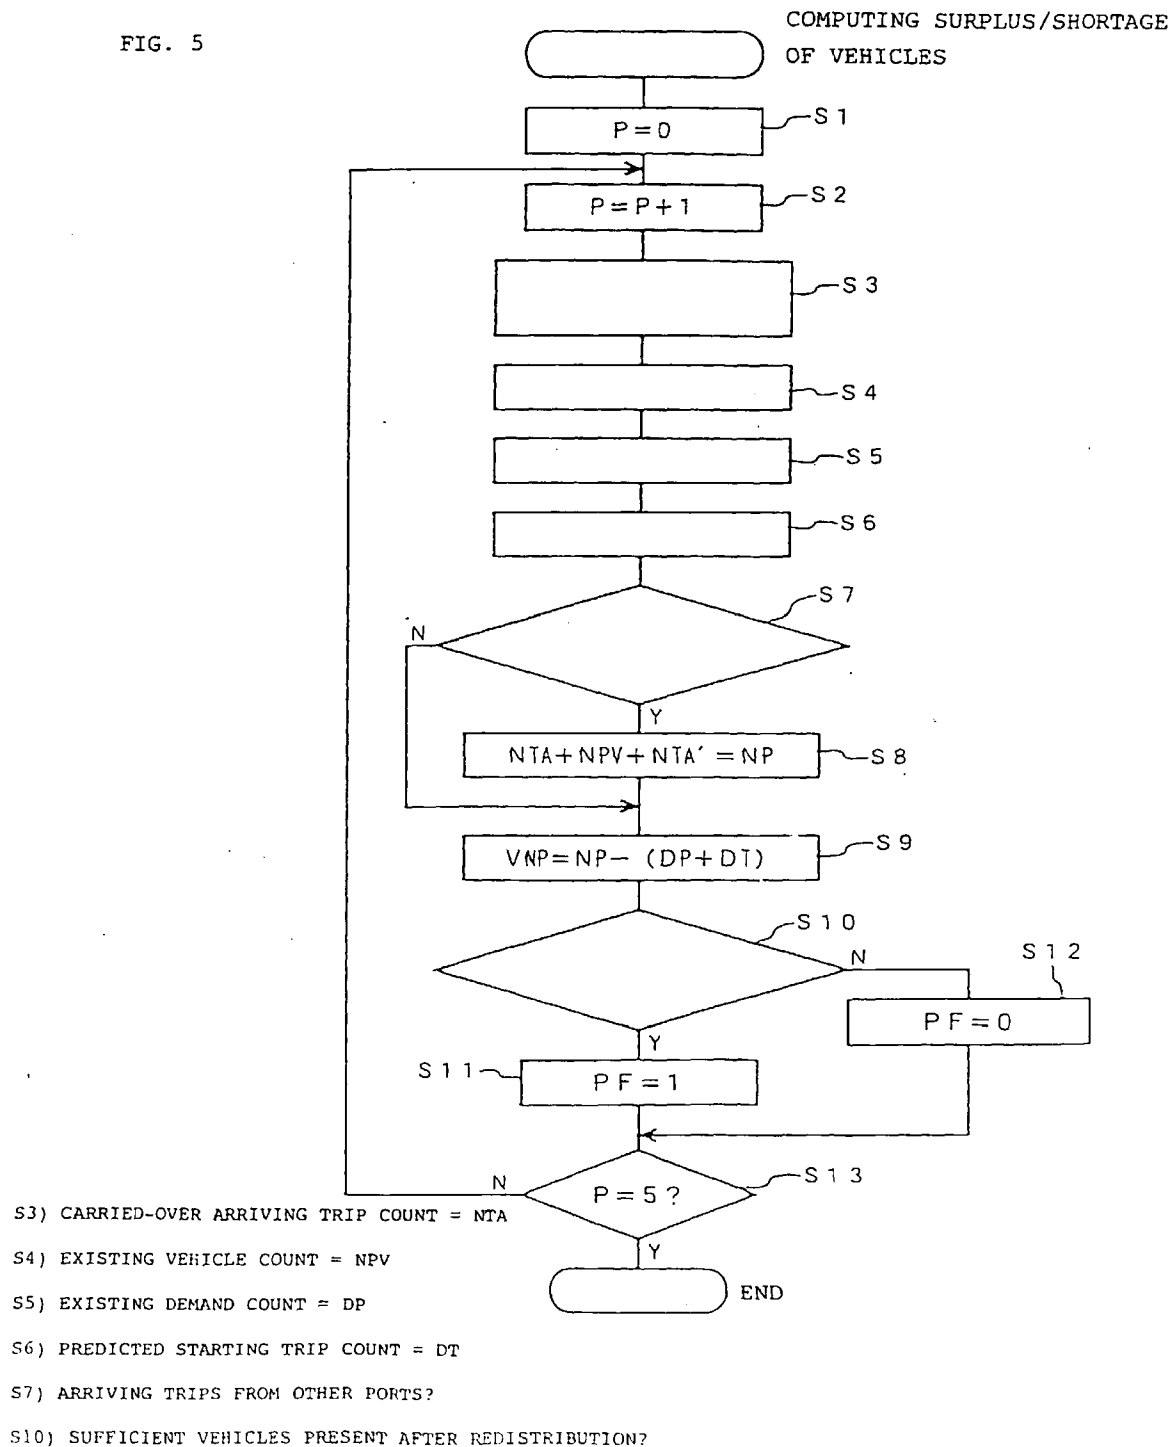 FIG. 5
COMPUTING SURPLUS/SHORTAGE
OF VEHICLES
P=0
S1
P=P+1
S2
S3
S4
S5
S6
S7
N
Y
NTA+NPV+NTA′=NP
S8
VNP=NP-(DP+DT)
S9
S10
N
S12
PF=0
Y
S11
PF=1
N
P=5?
S13
Y
END
S3) CARRIED-OVER ARRIVING TRIP COUNT = NTA
S4) EXISTING VEHICLE COUNT = NPV
S5) EXISTING DEMAND COUNT = DP
S6) PREDICTED STARTING TRIP COUNT = DT
S7) ARRIVING TRIPS FROM OTHER PORTS?
S10) SUFFICIENT VEHICLES PRESENT AFTER REDISTRIBUTION?